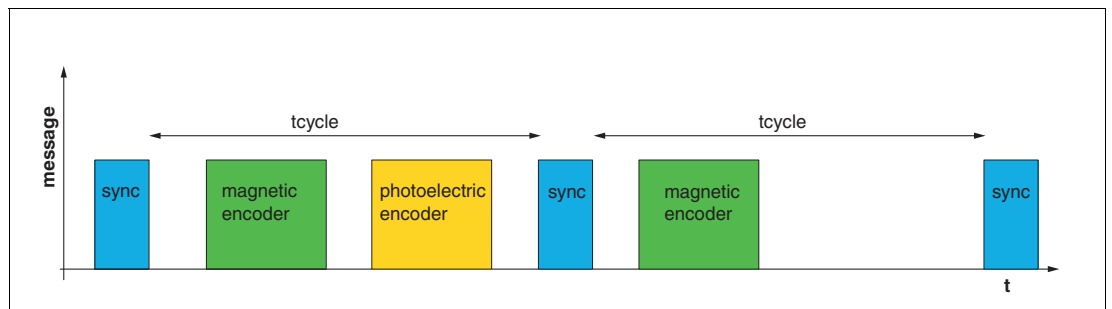 message
tcycle
tcycle
sync
magnetic
encoder
photoelectric
encoder
sync
magnetic
encoder
sync
t